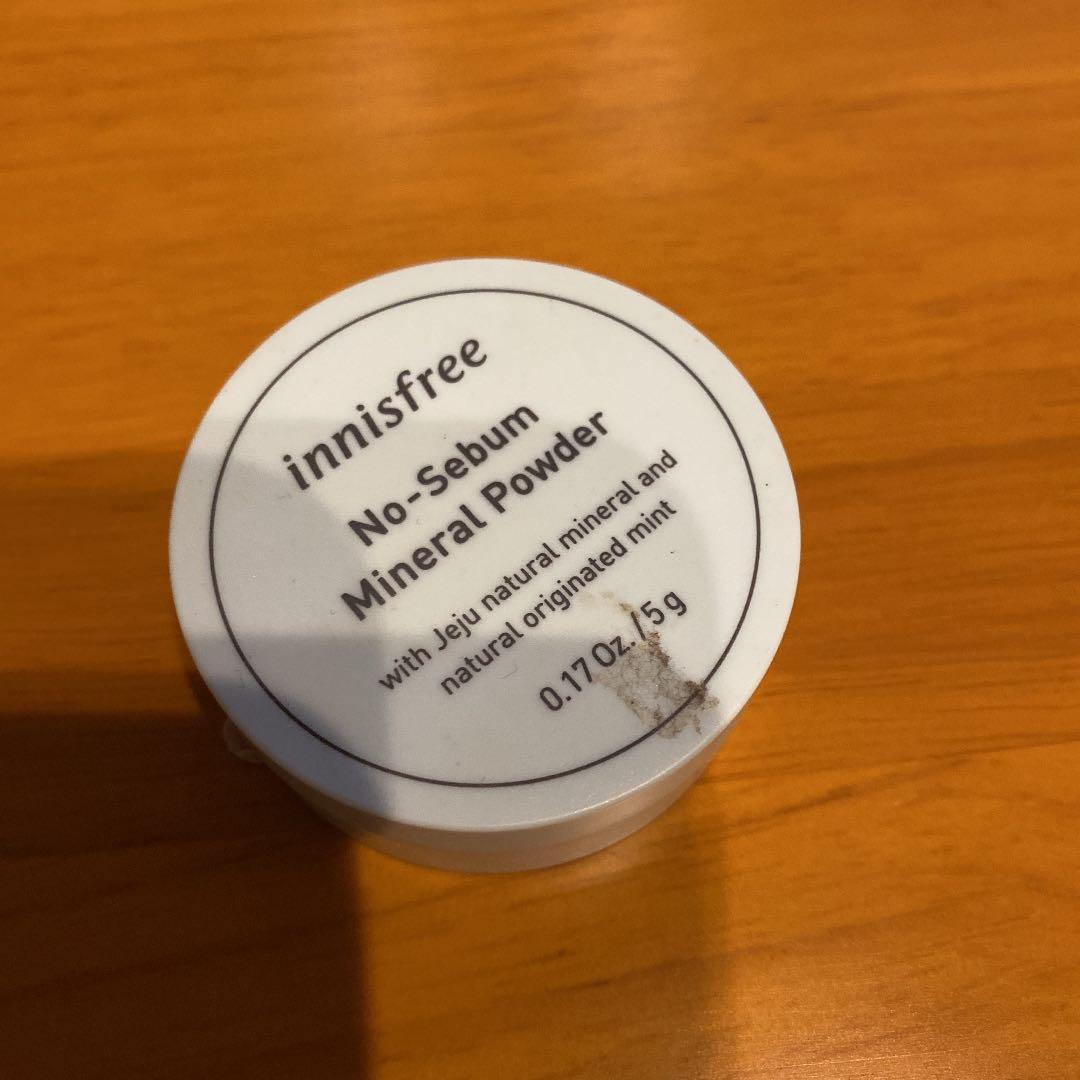 innisfree
No-Sebum
Mineral Powder
with Jeju natural mineral and
natural originated mint
0.17 Oz. / 5 g